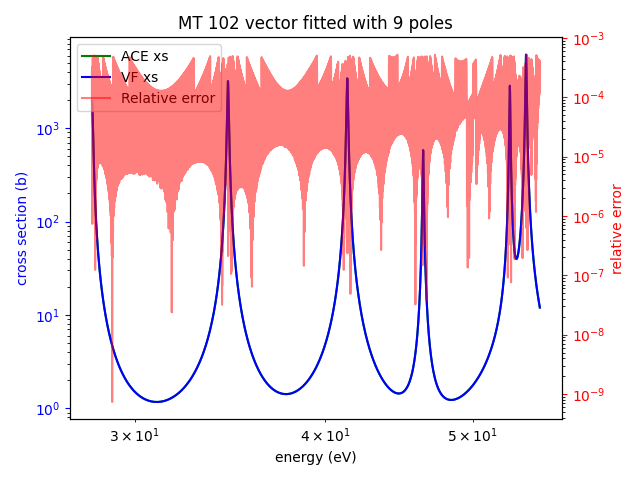 MT 102 vector fitted with 9 poles
ACE xs
VF xs
Relative error
cross section (b)
10³
10²
10¹
10⁰
relative error
10⁻³
10⁻⁴
10⁻⁵
10⁻⁶
10⁻⁷
10⁻⁸
10⁻⁹
3 × 10¹ 4 × 10¹ 5 × 10¹
energy (eV)